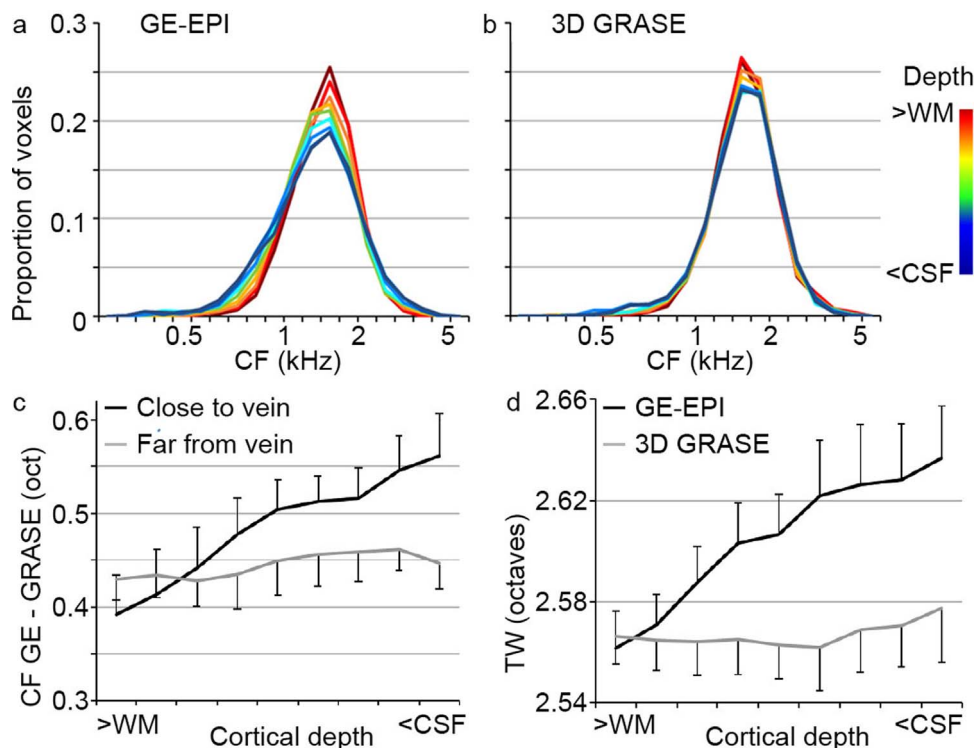 a GE-EPI
b 3D GRASE
0.3
0.2
0.1
0
Proportion of voxels
0.5 1 2 5
CF (kHz)
0.5 1 2 5
CF (kHz)
Depth
>WM
<CSF
c
Close to vein
Far from vein
0.6
0.5
0.4
0.3
CF GE - GRASE (oct)
>WM <CSF
Cortical depth
d
GE-EPI
3D GRASE
2.66
2.62
2.58
2.54
TW (octaves)
>WM <CSF
Cortical depth